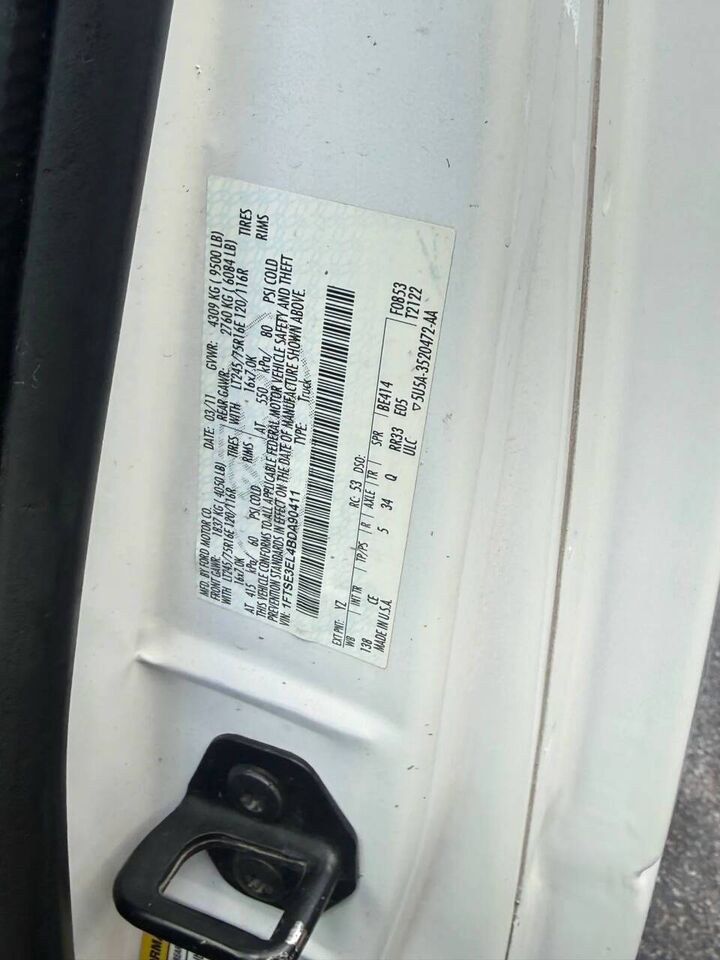 MFD. BY FORD MOTOR CO.
DATE: 03/11 GVWR: 4309 KG ( 9500 LB)
FRONT GAWR: 1837 KG ( 4050 LB) REAR GAWR: 2760 KG ( 6084 LB)
WITH LT245/75R16E 120/116R TIRES WITH LT245/75R16E 120/116R TIRES
16x7.0K RIMS 16x7.0K RIMS
AT 415 kPa/ 60 PSI COLD AT 550 kPa/ 80 PSI COLD
THIS VEHICLE CONFORMS TO ALL APPLICABLE FEDERAL MOTOR VEHICLE SAFETY AND THEFT
PREVENTION STANDARDS IN EFFECT ON THE DATE OF MANUFACTURE SHOWN ABOVE.
VIN: 1FTSE3EL4BDA90411 TYPE: Truck
EXT PNT: YZ RC: 53 DSO: F0B53
WB INT TR TP/PS R AXLE TR SPR BE414 T2122
138 CE 5 34 Q RR33 E05
MADE IN U.S.A. ULC ▽5U5A-3520472-AA